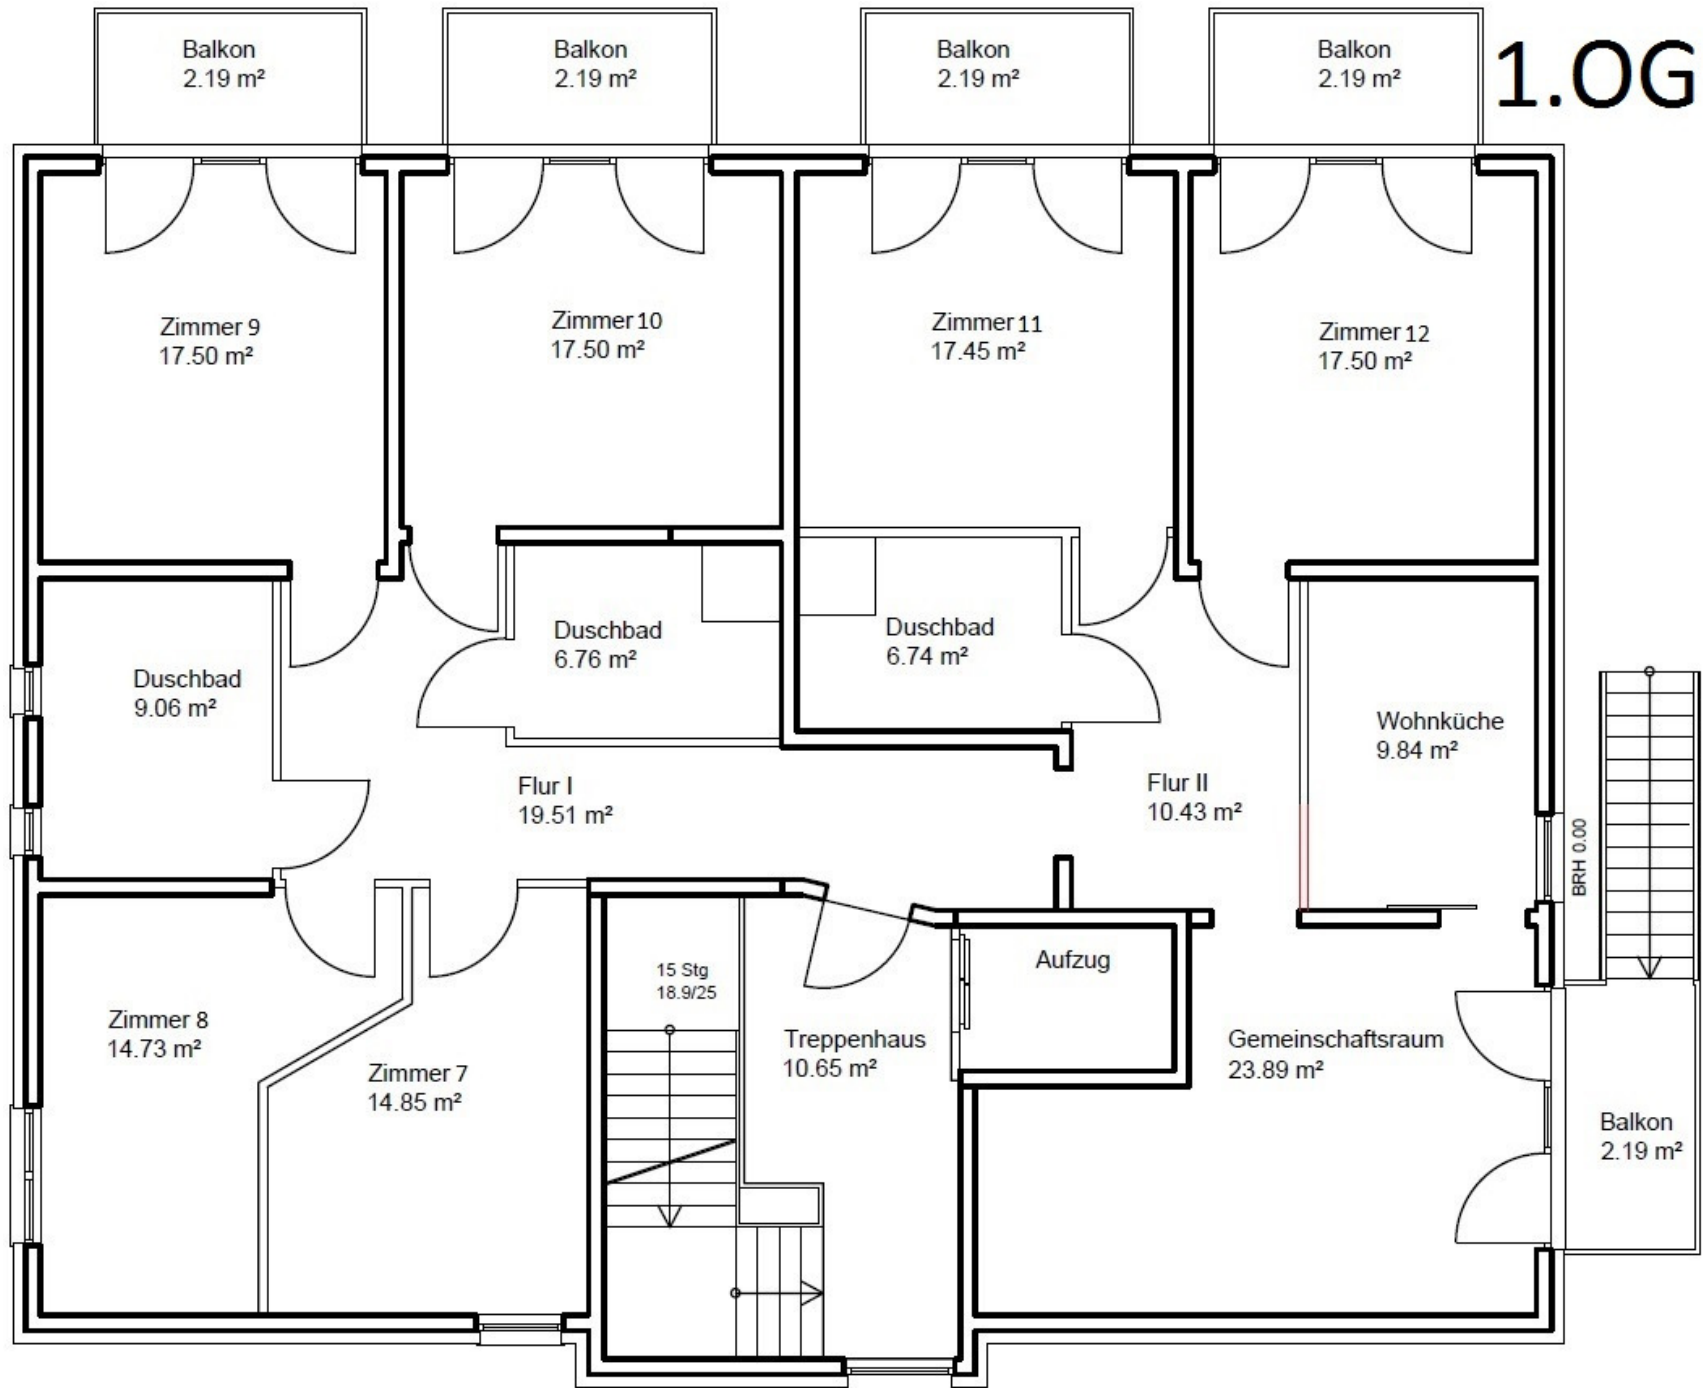 Balkon
2.19 m²
Balkon
2.19 m²
Balkon
2.19 m²
Balkon
2.19 m²
1.OG
Zimmer 9
17.50 m²
Zimmer 10
17.50 m²
Zimmer 11
17.45 m²
Zimmer 12
17.50 m²
Duschbad
9.06 m²
Duschbad
6.76 m²
Duschbad
6.74 m²
Wohnküche
9.84 m²
Flur I
19.51 m²
Flur II
10.43 m²
BRH 0.00
15 Stg
18.9/25
Aufzug
Zimmer 8
14.73 m²
Zimmer 7
14.85 m²
Treppenhaus
10.65 m²
Gemeinschaftsraum
23.89 m²
Balkon
2.19 m²